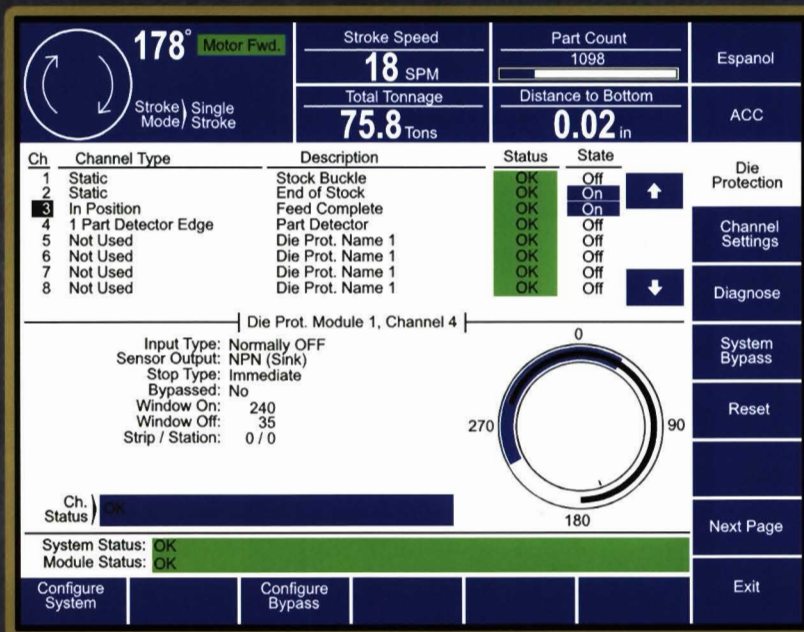 178°
Motor Fwd.
Stroke Mode) Single Stroke
Stroke Speed
18 SPM
Part Count
1098
Total Tonnage
75.8 Tons
Distance to Bottom
0.02 in
Espanol
ACC
Die Protection
Channel Settings
Diagnose
System Bypass
Reset
Next Page
Exit
Ch Channel Type Description Status State
1 Static Stock Buckle OK Off
2 Static End of Stock OK On
3 In Position Feed Complete OK On
4 1 Part Detector Edge Part Detector OK Off
5 Not Used Die Prot. Name 1 OK Off
6 Not Used Die Prot. Name 1 OK Off
7 Not Used Die Prot. Name 1 OK Off
8 Not Used Die Prot. Name 1 OK Off
Die Prot. Module 1, Channel 4
Input Type: Normally OFF
Sensor Output: NPN (Sink)
Stop Type: Immediate
Bypassed: No
Window On: 240
Window Off: 35
Strip / Station: 0 / 0
0
270
90
180
Ch. Status) OK
System Status: OK
Module Status: OK
Configure System
Configure Bypass